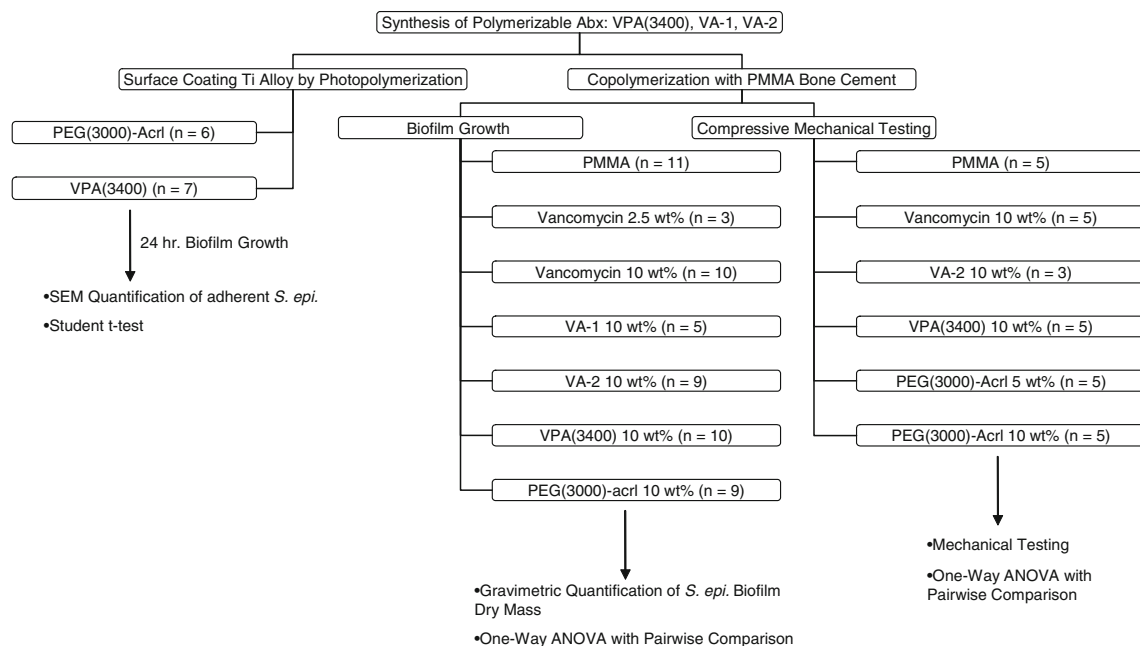 Synthesis of Polymerizable Abx: VPA(3400), VA-1, VA-2
Surface Coating Ti Alloy by Photopolymerization
PEG(3000)-Acrl (n = 6)
VPA(3400) (n = 7)
24 hr. Biofilm Growth
•SEM Quantification of adherent S. epi.
•Student t-test
Copolymerization with PMMA Bone Cement
Biofilm Growth
PMMA (n = 11)
Vancomycin 2.5 wt% (n = 3)
Vancomycin 10 wt% (n = 10)
VA-1 10 wt% (n = 5)
VA-2 10 wt% (n = 9)
VPA(3400) 10 wt% (n = 10)
PEG(3000)-acrl 10 wt% (n = 9)
•Gravimetric Quantification of S. epi. Biofilm
Dry Mass
•One-Way ANOVA with Pairwise Comparison
Compressive Mechanical Testing
PMMA (n = 5)
Vancomycin 10 wt% (n = 5)
VA-2 10 wt% (n = 3)
VPA(3400) 10 wt% (n = 5)
PEG(3000)-Acrl 5 wt% (n = 5)
PEG(3000)-Acrl 10 wt% (n = 5)
•Mechanical Testing
•One-Way ANOVA with
Pairwise Comparison